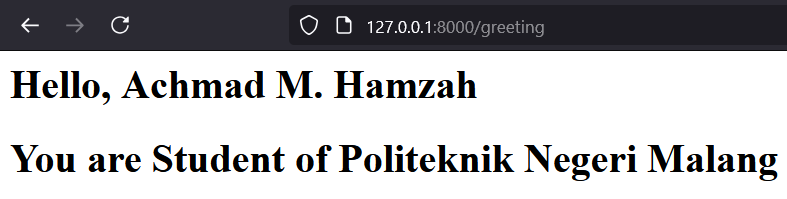 127.0.0.1:8000/greeting
Hello, Achmad M. Hamzah
You are Student of Politeknik Negeri Malang